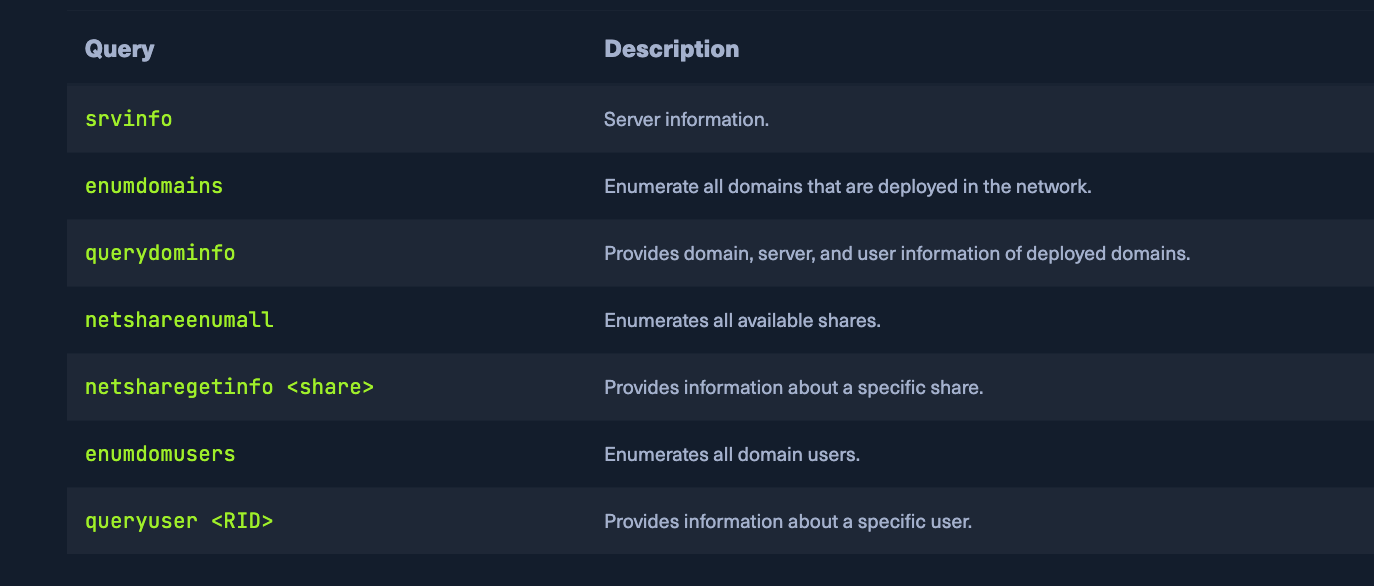 Query Description
srvinfo Server information.
enumdomains Enumerate all domains that are deployed in the network.
querydominfo Provides domain, server, and user information of deployed domains.
netshareenumall Enumerates all available shares.
netsharegetinfo <share> Provides information about a specific share.
enumdomusers Enumerates all domain users.
queryuser <RID> Provides information about a specific user.